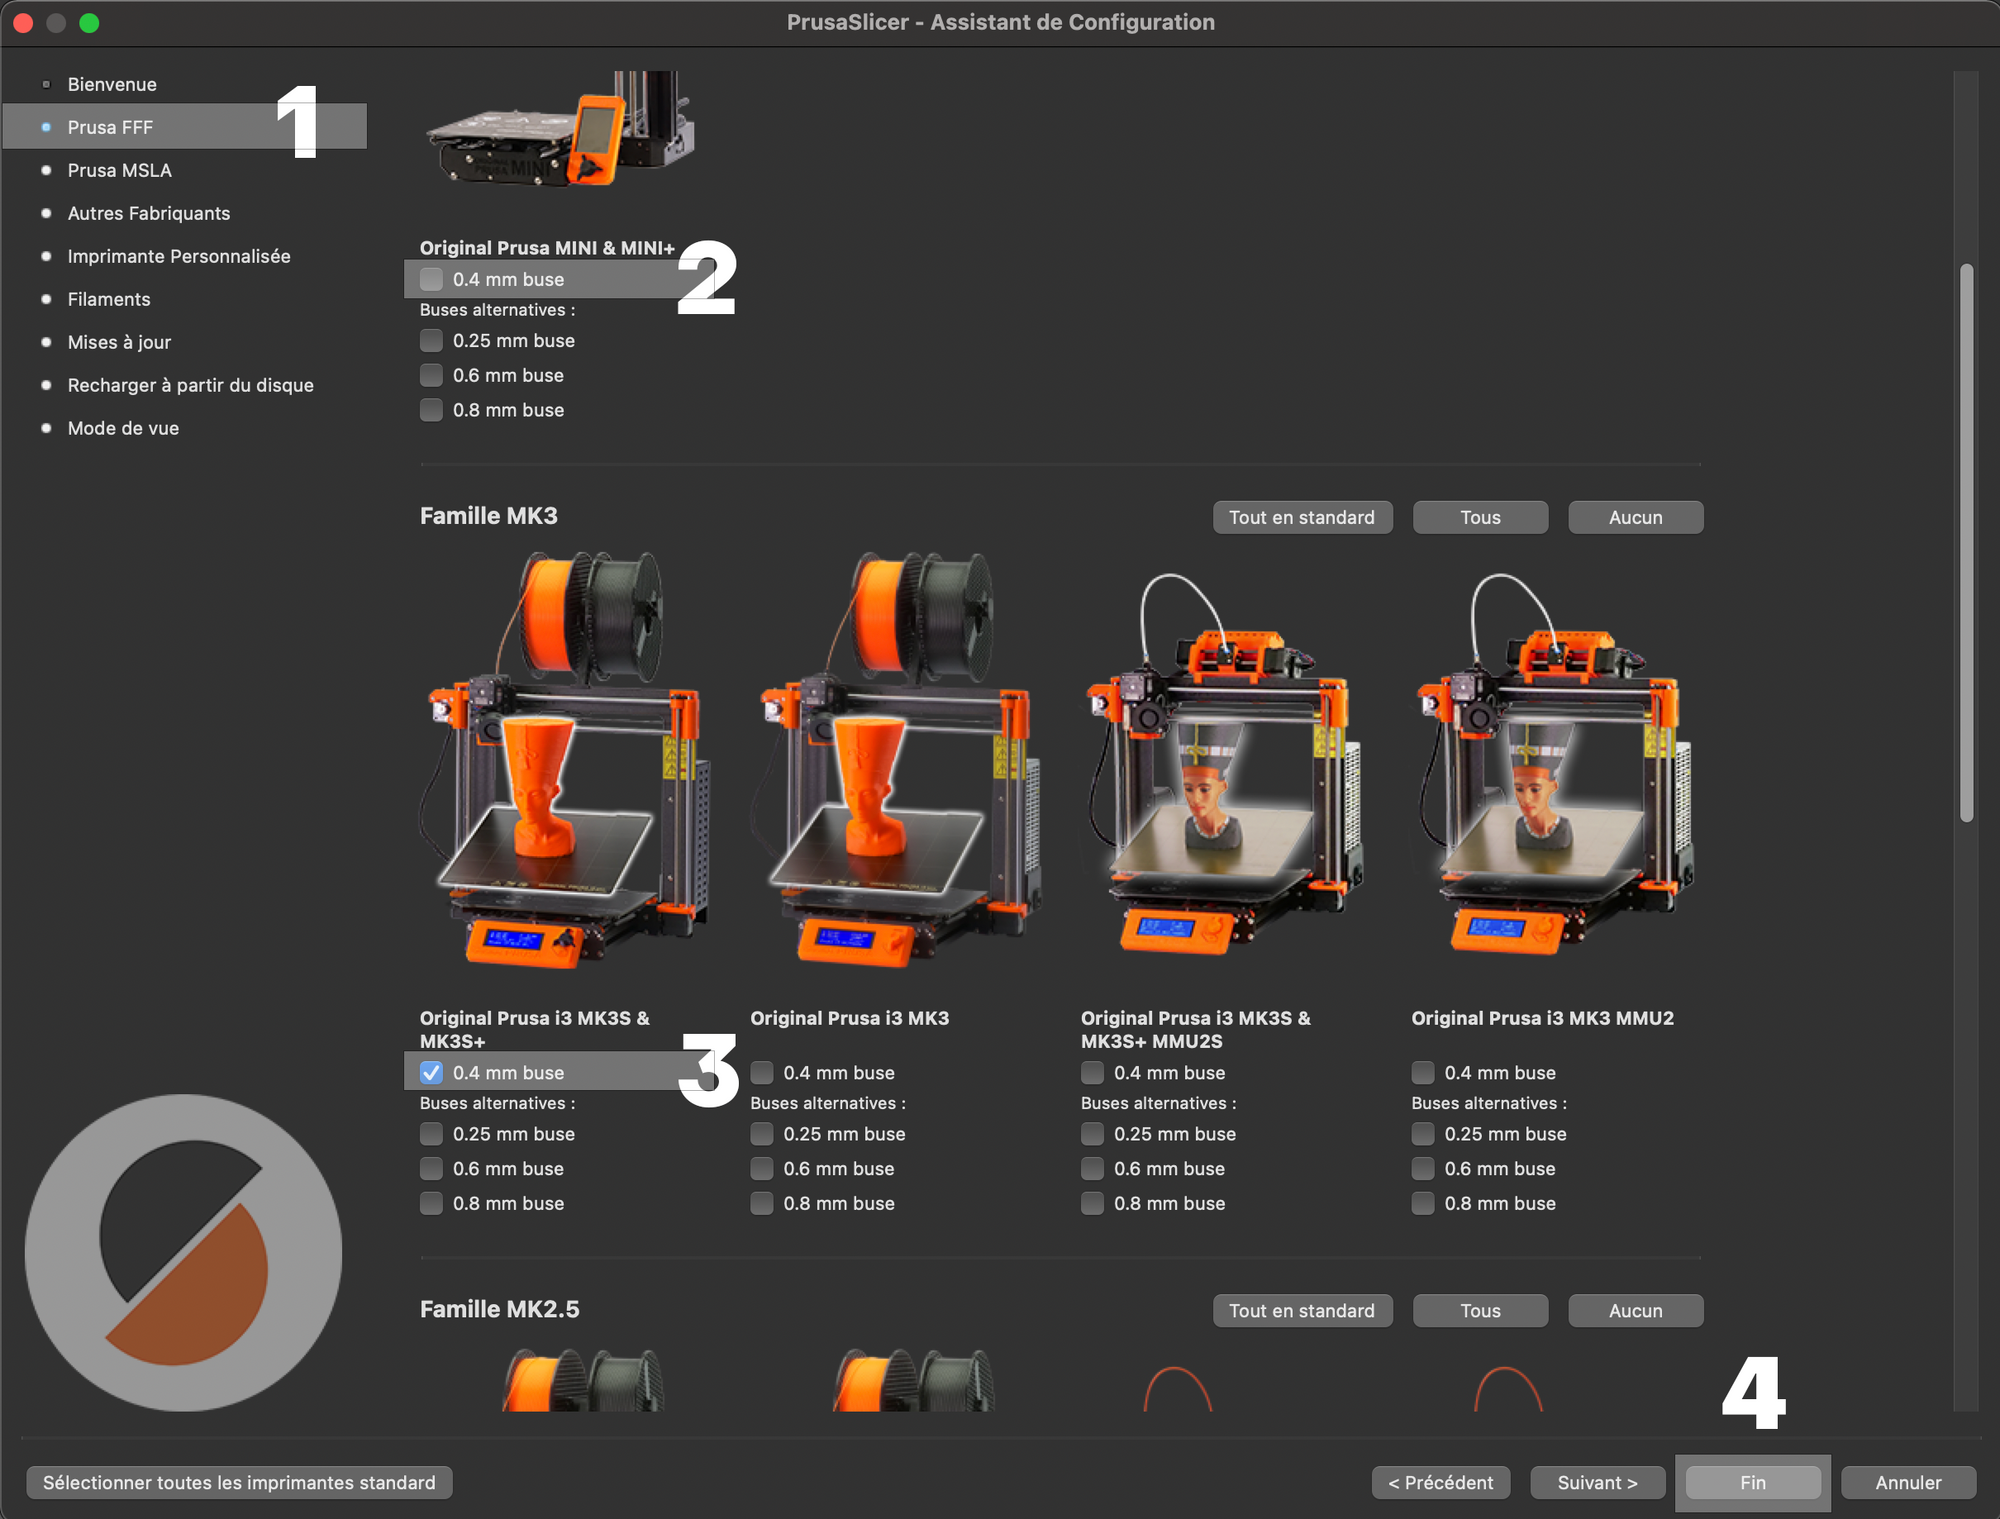 PrusaSlicer - Assistant de Configuration
Bienvenue
Prusa FFF
1
Prusa MSLA
Autres Fabriquants
Imprimante Personnalisée
Filaments
Mises à jour
Recharger à partir du disque
Mode de vue
MINI
Original Prusa MINI & MINI+
2
0.4 mm buse
Buses alternatives :
0.25 mm buse
0.6 mm buse
0.8 mm buse
Famille MK3
Tout en standard
Tous
Aucun
Original Prusa i3 MK3S &
MK3S+
3
0.4 mm buse
Buses alternatives :
0.25 mm buse
0.6 mm buse
0.8 mm buse
Original Prusa i3 MK3
0.4 mm buse
Buses alternatives :
0.25 mm buse
0.6 mm buse
0.8 mm buse
Original Prusa i3 MK3S &
MK3S+ MMU2S
0.4 mm buse
Buses alternatives :
0.25 mm buse
0.6 mm buse
0.8 mm buse
Original Prusa i3 MK3 MMU2
0.4 mm buse
Buses alternatives :
0.25 mm buse
0.6 mm buse
0.8 mm buse
Famille MK2.5
Tout en standard
Tous
Aucun
4
Sélectionner toutes les imprimantes standard
< Précédent
Suivant >
Fin
Annuler